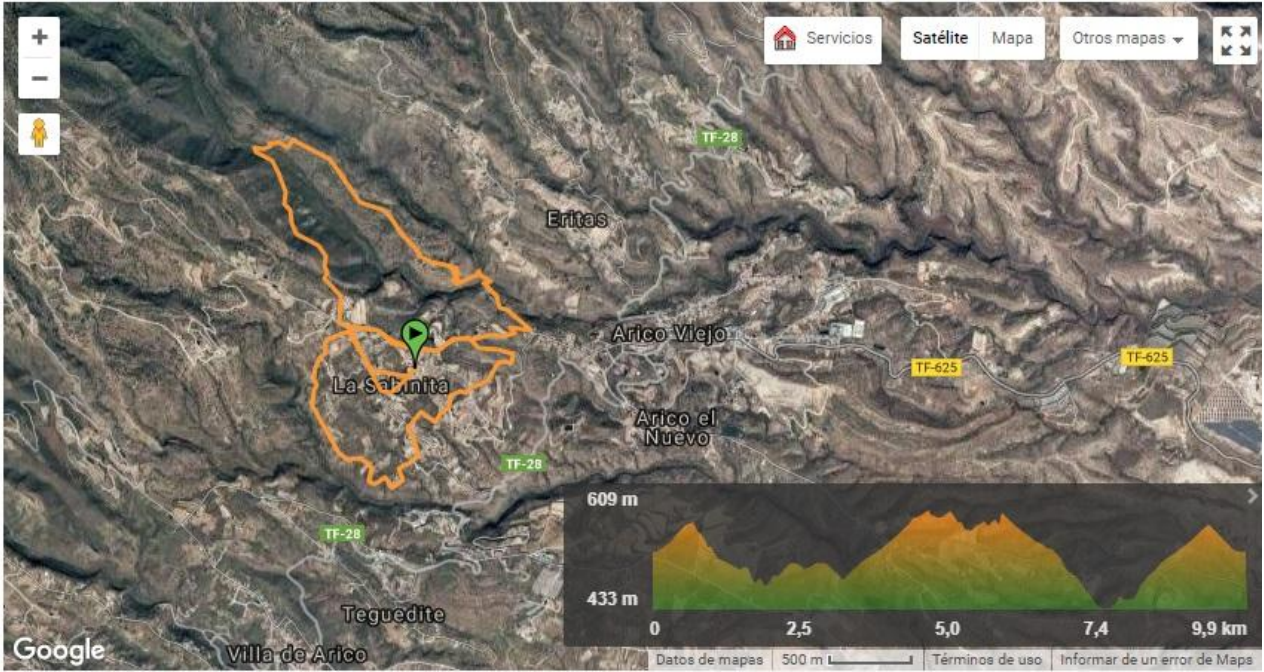 +
Servicios
Satélite Mapa
Otros mapas
−
TF-28
Eritas
Arico Viejo
La Sabinita
TF-625
TF-625
Arico el
Nuevo
TF-28
TF-28
Teguedite
Villa de Arico
609 m
433 m
0 2,5 5,0 7,4 9,9 km
Google
Datos de mapas 500 m Términos de uso Informar de un error de Maps